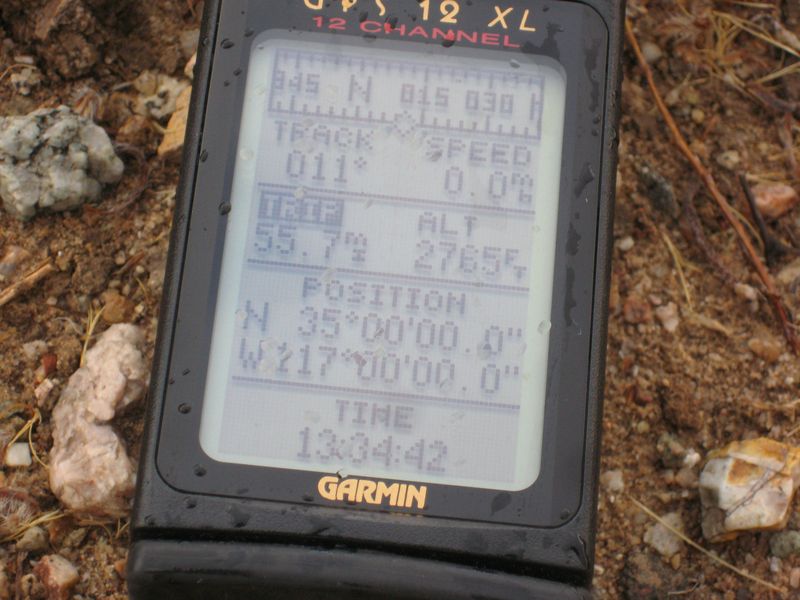 GPS 12 XL
12 CHANNEL
345 N 015 030
TRACK SPEED
011° 0.0
TRIP ALT
55.7 2765FT
POSITION
N 35°00'00.0"
W117°00'00.0"
TIME
13:34:42
GARMIN